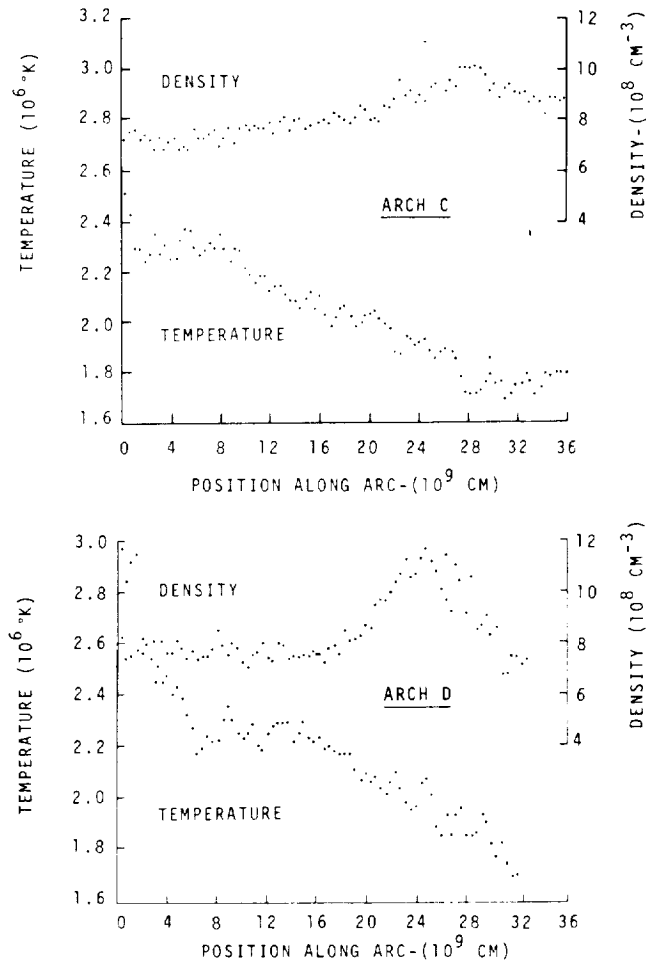 3.2
3.0
2.8
2.6
2.4
2.2
2.0
1.8
1.6
TEMPERATURE (10⁶ °K)
DENSITY
ARCH C
TEMPERATURE
12
10
8
6
4
DENSITY-(10⁸ CM⁻³)
0 4 8 12 16 20 24 28 32 36
POSITION ALONG ARC-(10⁹ CM)
3.0
2.8
2.6
2.4
2.2
2.0
1.8
1.6
TEMPERATURE (10⁶ °K)
DENSITY
ARCH D
TEMPERATURE
12
10
8
6
4
DENSITY (10⁸ CM⁻³)
0 4 8 12 16 20 24 28 32 36
POSITION ALONG ARC-(10⁹ CM)